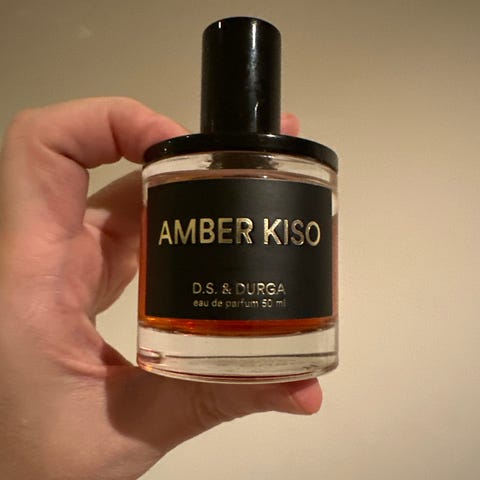 AMBER KISO
D.S. & DURGA
eau de parfum 50 ml